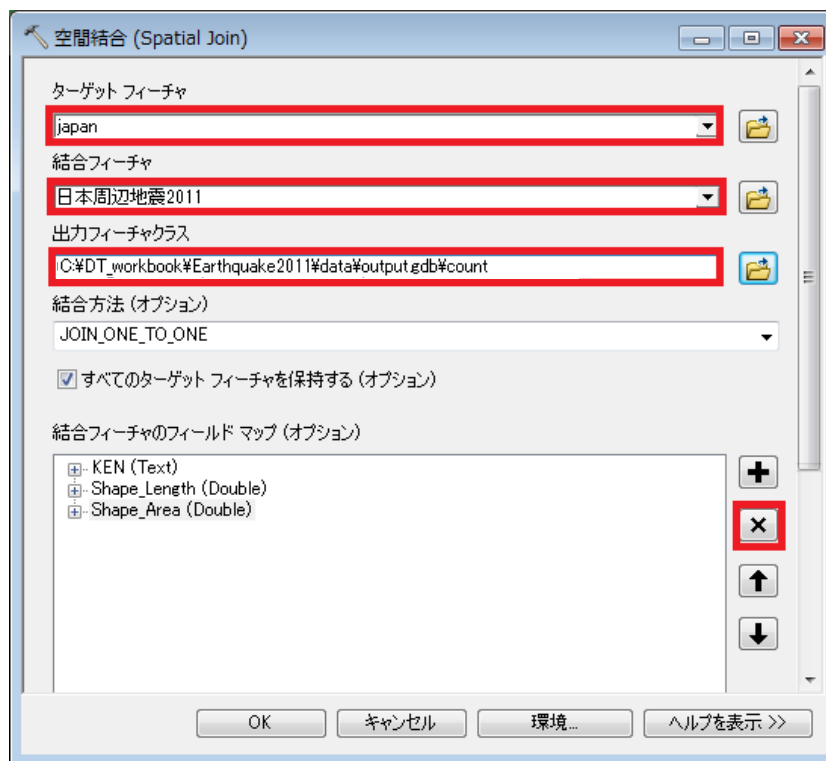 空間結合 (Spatial Join)
ターゲット フィーチャ
japan
結合フィーチャ
日本周辺地震2011
出力フィーチャクラス
C:¥DT_workbook¥Earthquake2011¥data¥output.gdb¥count
結合方法 (オプション)
JOIN_ONE_TO_ONE
すべてのターゲット フィーチャを保持する (オプション)
結合フィーチャのフィールド マップ (オプション)
KEN (Text)
Shape_Length (Double)
Shape_Area (Double)
OK キャンセル 環境... ヘルプを表示 >>